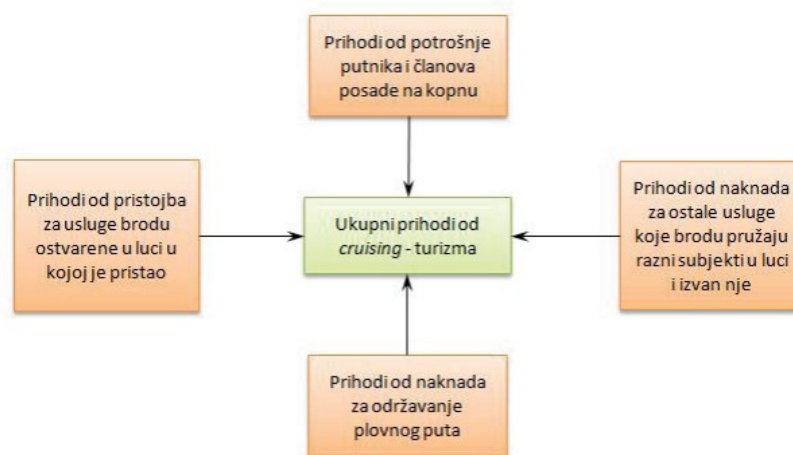 Prihodi od potrošnje
putnika i članova
posade na kopnu
Prihodi od pristojba
za usluge brodu
ostvarene u luci u
kojoj je pristao
Ukupni prihodi od
cruising - turizma
Prihodi od naknada
za ostale usluge
koje brodu pružaju
razni subjekti u luci
i izvan nje
Prihodi od naknada
za održavanje
plovnog puta